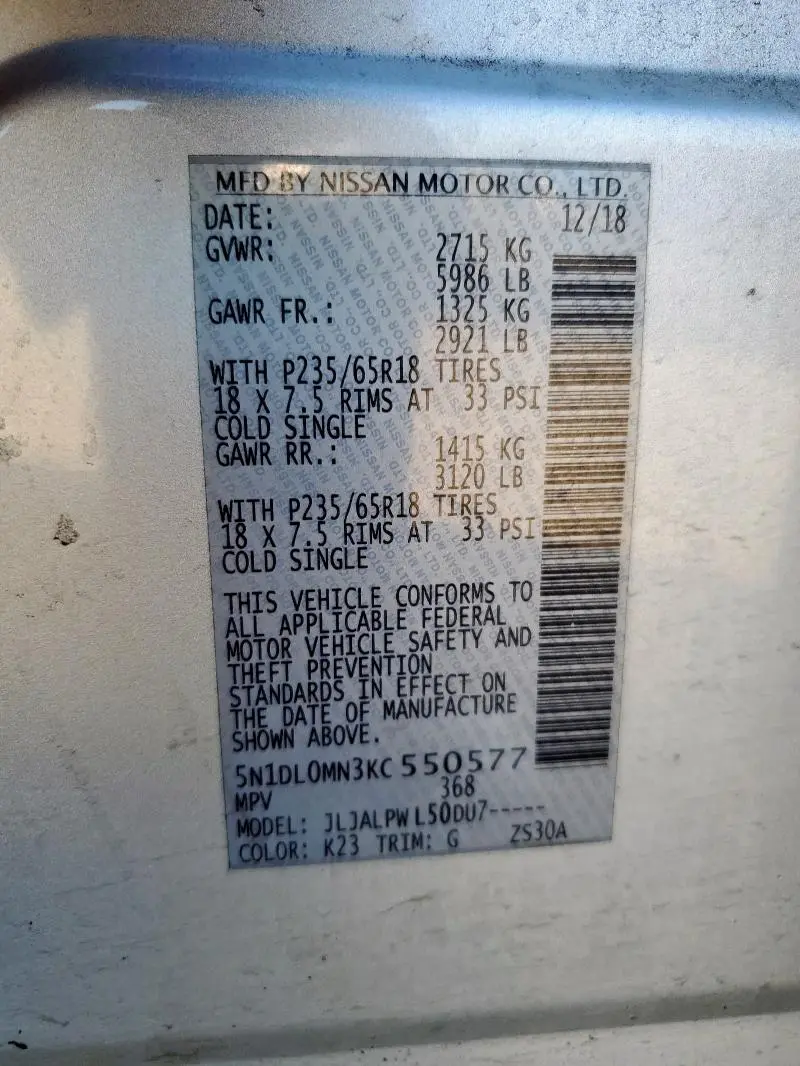 MFD BY NISSAN MOTOR CO., LTD.
DATE: 12/18
GVWR: 2715 KG
5986 LB
GAWR FR.: 1325 KG
2921 LB
WITH P235/65R18 TIRES
18 X 7.5 RIMS AT 33 PSI
COLD SINGLE
GAWR RR.: 1415 KG
3120 LB
WITH P235/65R18 TIRES
18 X 7.5 RIMS AT 33 PSI
COLD SINGLE
THIS VEHICLE CONFORMS TO
ALL APPLICABLE FEDERAL
MOTOR VEHICLE SAFETY AND
THEFT PREVENTION
STANDARDS IN EFFECT ON
THE DATE OF MANUFACTURE
SHOWN ABOVE.
5N1DL0MN3KC 550577
MPV 368
MODEL: JLJALPW L50DU7-----
COLOR: K23 TRIM: G ZS30A